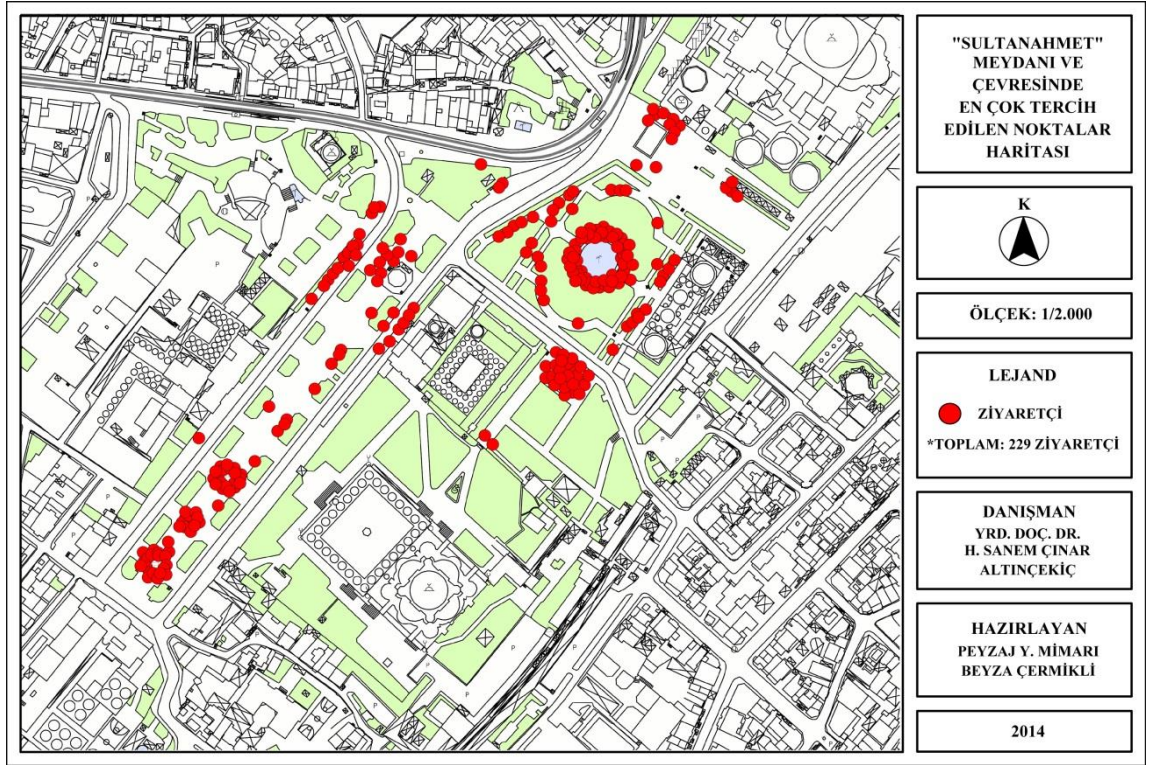 "SULTANAHMET"
MEYDANI VE
ÇEVRESİNDE
EN ÇOK TERCİH
EDİLEN NOKTALAR
HARİTASI
K
ÖLÇEK: 1/2.000
LEJAND
ZİYARETÇİ
*TOPLAM: 229 ZİYARETÇİ
DANIŞMAN
YRD. DOÇ. DR.
H. SANEM ÇINAR
ALTINÇEKİÇ
HAZIRLAYAN
PEYZAJ Y. MİMARI
BEYZA ÇERMİKLİ
2014